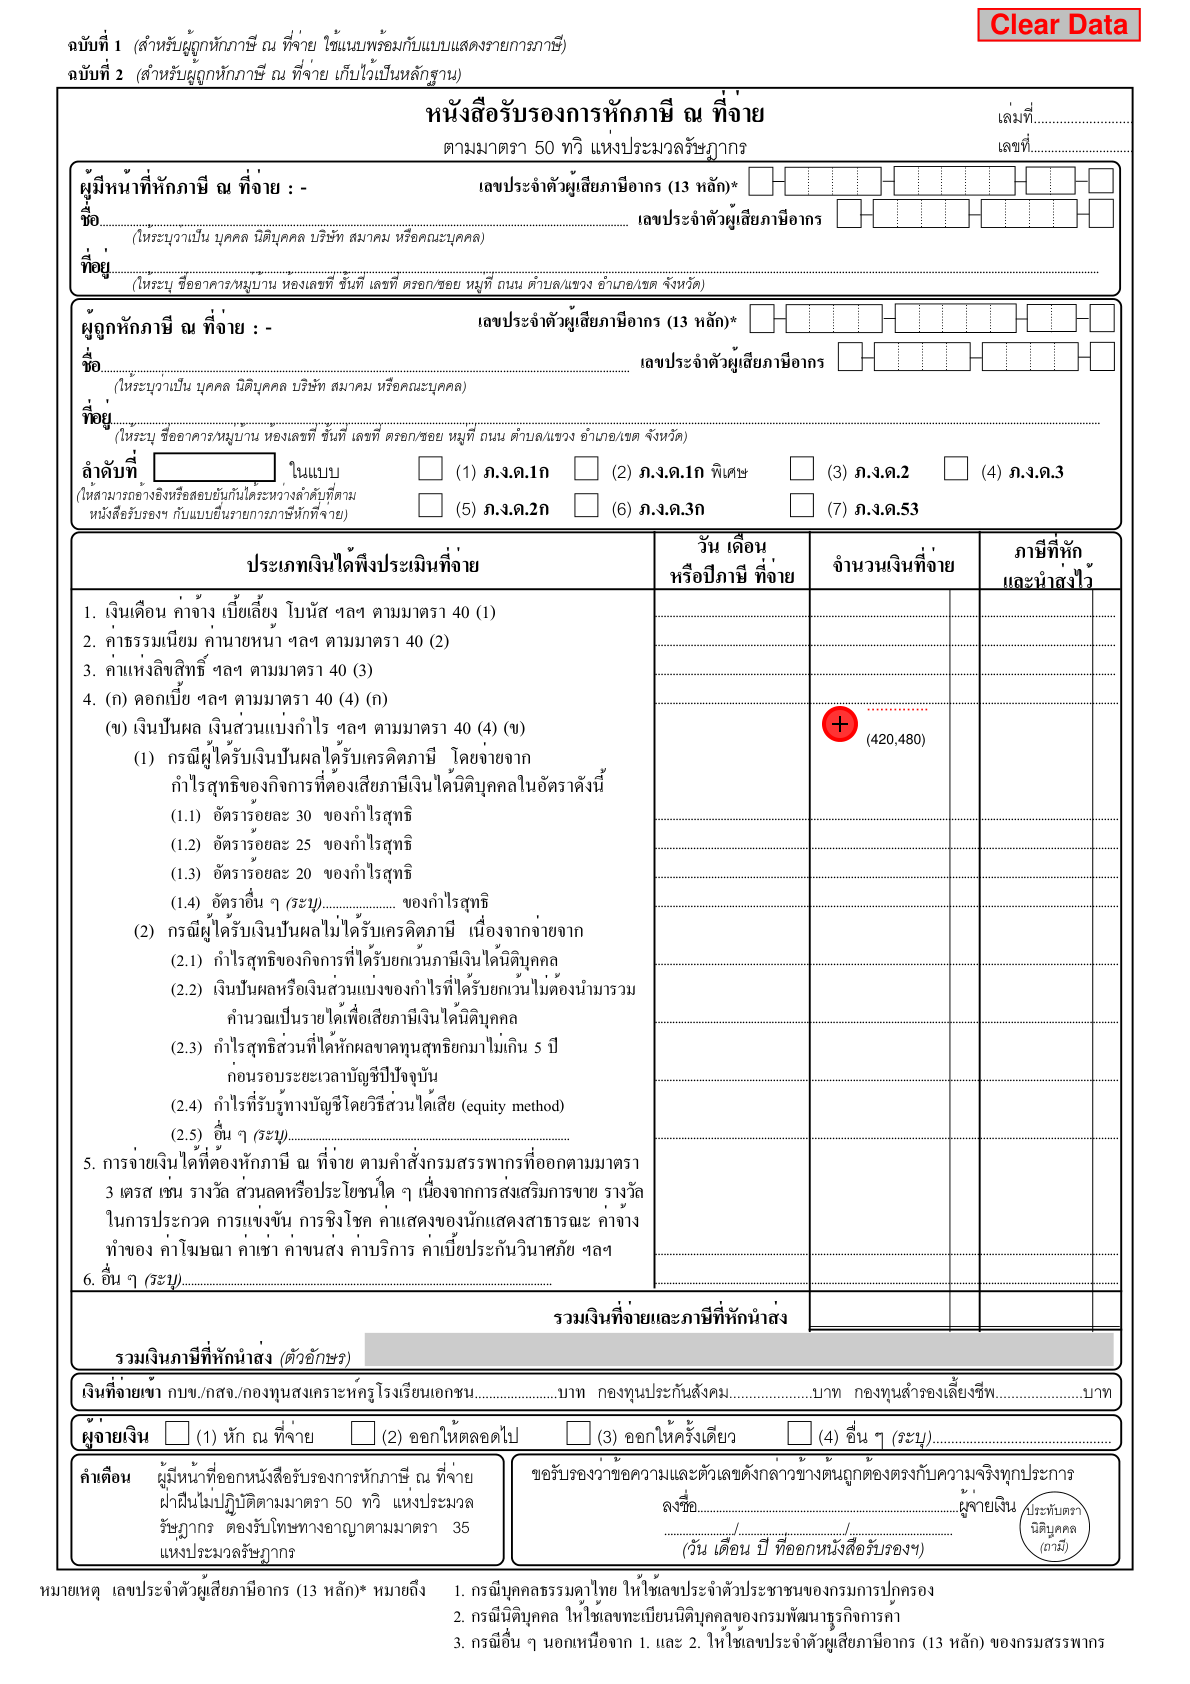 Clear Data
ฉบับที่ 1 (สำหรับผู้ถูกหักภาษี ณ ที่จ่าย ใช้แนบพร้อมกับแบบแสดงรายการภาษี)
ฉบับที่ 2 (สำหรับผู้ถูกหักภาษี ณ ที่จ่าย เก็บไว้เป็นหลักฐาน)
หนังสือรับรองการหักภาษี ณ ที่จ่าย
เล่มที่..........................
ตามมาตรา 50 ทวิ แห่งประมวลรัษฎากร
เลขที่............................
ผู้มีหน้าที่หักภาษี ณ ที่จ่าย : -
เลขประจำตัวผู้เสียภาษีอากร (13 หลัก)*
ชื่อ.......................... เลขประจำตัวผู้เสียภาษีอากร
(ให้ระบุว่าเป็น บุคคล นิติบุคคล บริษัท สมาคม หรือคณะบุคคล)
ที่อยู่..........................
(ให้ระบุ ชื่ออาคาร/หมู่บ้าน ห้องเลขที่ ชั้นที่ เลขที่ ตรอก/ซอย หมู่ที่ ถนน ตำบล/แขวง อำเภอ/เขต จังหวัด)
ผู้ถูกหักภาษี ณ ที่จ่าย : -
เลขประจำตัวผู้เสียภาษีอากร (13 หลัก)*
ชื่อ.......................... เลขประจำตัวผู้เสียภาษีอากร
(ให้ระบุว่าเป็น บุคคล นิติบุคคล บริษัท สมาคม หรือคณะบุคคล)
ที่อยู่..........................
(ให้ระบุ ชื่ออาคาร/หมู่บ้าน ห้องเลขที่ ชั้นที่ เลขที่ ตรอก/ซอย หมู่ที่ ถนน ตำบล/แขวง อำเภอ/เขต จังหวัด)
ลำดับที่ ในแบบ (1) ภ.ง.ด.1ก (2) ภ.ง.ด.1ก พิเศษ (3) ภ.ง.ด.2 (4) ภ.ง.ด.3
(ให้สามารถอ้างอิงหรือสอบยันกันได้ระหว่างลำดับที่ตาม
หนังสือรับรองฯ กับแบบยื่นรายการภาษีหักที่จ่าย)
(5) ภ.ง.ด.2ก (6) ภ.ง.ด.3ก (7) ภ.ง.ด.53
ประเภทเงินได้พึงประเมินที่จ่าย
วัน เดือน
หรือปีภาษี ที่จ่าย
จำนวนเงินที่จ่าย
ภาษีที่หัก
และนำส่งไว้
1. เงินเดือน ค่าจ้าง เบี้ยเลี้ยง โบนัส ฯลฯ ตามมาตรา 40 (1)
2. ค่าธรรมเนียม ค่านายหน้า ฯลฯ ตามมาตรา 40 (2)
3. ค่าแห่งลิขสิทธิ์ ฯลฯ ตามมาตรา 40 (3)
4. (ก) ดอกเบี้ย ฯลฯ ตามมาตรา 40 (4) (ก)
(ข) เงินปันผล เงินส่วนแบ่งกำไร ฯลฯ ตามมาตรา 40 (4) (ข)
(420,480)
(1) กรณีผู้ได้รับเงินปันผลได้รับเครดิตภาษี โดยจ่ายจาก
กำไรสุทธิของกิจการที่ต้องเสียภาษีเงินได้นิติบุคคลในอัตราดังนี้
(1.1) อัตราร้อยละ 30 ของกำไรสุทธิ
(1.2) อัตราร้อยละ 25 ของกำไรสุทธิ
(1.3) อัตราร้อยละ 20 ของกำไรสุทธิ
(1.4) อัตราอื่น ๆ (ระบุ)...................... ของกำไรสุทธิ
(2) กรณีผู้ได้รับเงินปันผลไม่ได้รับเครดิตภาษี เนื่องจากจ่ายจาก
(2.1) กำไรสุทธิของกิจการที่ได้รับยกเว้นภาษีเงินได้นิติบุคคล
(2.2) เงินปันผลหรือเงินส่วนแบ่งของกำไรที่ได้รับยกเว้นไม่ต้องนำมารวม
คำนวณเป็นรายได้เพื่อเสียภาษีเงินได้นิติบุคคล
(2.3) กำไรสุทธิส่วนที่ได้หักผลขาดทุนสุทธิยกมาไม่เกิน 5 ปี
ก่อนรอบระยะเวลาบัญชีปีปัจจุบัน
(2.4) กำไรที่รับรู้ทางบัญชีโดยวิธีส่วนได้เสีย (equity method)
(2.5) อื่น ๆ (ระบุ)..........................
5. การจ่ายเงินได้ที่ต้องหักภาษี ณ ที่จ่าย ตามคำสั่งกรมสรรพากรที่ออกตามมาตรา
3 เตรส เช่น รางวัล ส่วนลดหรือประโยชน์ใด ๆ เนื่องจากการส่งเสริมการขาย รางวัล
ในการประกวด การแข่งขัน การชิงโชค ค่าแสดงของนักแสดงสาธารณะ ค่าจ้าง
ทำของ ค่าโฆษณา ค่าเช่า ค่าขนส่ง ค่าบริการ ค่าเบี้ยประกันวินาศภัย ฯลฯ
6. อื่น ๆ (ระบุ)..........................
รวมเงินที่จ่ายและภาษีที่หักนำส่ง
รวมเงินภาษีที่หักนำส่ง (ตัวอักษร)
เงินที่จ่ายเข้า กบข./กสจ./กองทุนสงเคราะห์ครูโรงเรียนเอกชน......................บาท กองทุนประกันสังคม......................บาท กองทุนสำรองเลี้ยงชีพ......................บาท
ผู้จ่ายเงิน (1) หัก ณ ที่จ่าย (2) ออกให้ตลอดไป (3) ออกให้ครั้งเดียว (4) อื่น ๆ (ระบุ)..........................
คำเตือน ผู้มีหน้าที่ออกหนังสือรับรองการหักภาษี ณ ที่จ่าย
ฝ่าฝืนไม่ปฏิบัติตามมาตรา 50 ทวิ แห่งประมวล
รัษฎากร ต้องรับโทษทางอาญาตามมาตรา 35
แห่งประมวลรัษฎากร
ขอรับรองว่าข้อความและตัวเลขดังกล่าวข้างต้นถูกต้องตรงกับความจริงทุกประการ
ลงชื่อ..........................ผู้จ่ายเงิน
................../........................../..........................
(วัน เดือน ปี ที่ออกหนังสือรับรองฯ)
ประทับตรา
นิติบุคคล
(ถ้ามี)
หมายเหตุ เลขประจำตัวผู้เสียภาษีอากร (13 หลัก)* หมายถึง 1. กรณีบุคคลธรรมดาไทย ให้ใช้เลขประจำตัวประชาชนของกรมการปกครอง
2. กรณีนิติบุคคล ให้ใช้เลขทะเบียนนิติบุคคลของกรมพัฒนาธุรกิจการค้า
3. กรณีอื่น ๆ นอกเหนือจาก 1. และ 2. ให้ใช้เลขประจำตัวผู้เสียภาษีอากร (13 หลัก) ของกรมสรรพากร